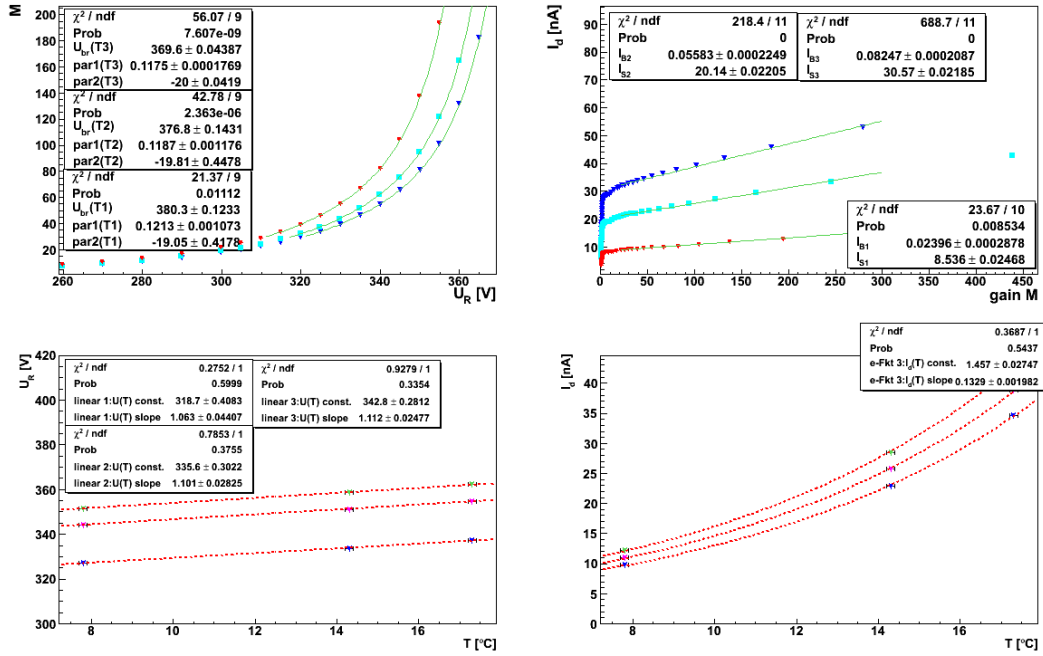 M
200
180
160
140
120
100
80
60
40
20
χ² / ndf 56.07 / 9
Prob 7.607e-09
U_br(T3) 369.6 ± 0.04387
par1(T3) 0.1175 ± 0.0001769
par2(T3) -20 ± 0.0419
χ² / ndf 42.78 / 9
Prob 2.363e-06
U_br(T2) 376.8 ± 0.1431
par1(T2) 0.1187 ± 0.001176
par2(T2) -19.81 ± 0.4478
χ² / ndf 21.37 / 9
Prob 0.01112
U_br(T1) 380.3 ± 0.1233
par1(T1) 0.1213 ± 0.001073
par2(T1) -19.05 ± 0.4178
260 280 300 320 340 360
U_R [V]
I_d [nA]
90
80
70
60
50
40
30
20
10
0
χ² / ndf 218.4 / 11
Prob 0
I_B2 0.05583 ± 0.0002249
I_S2 20.14 ± 0.02205
χ² / ndf 688.7 / 11
Prob 0
I_B3 0.08247 ± 0.0002087
I_S3 30.57 ± 0.02185
χ² / ndf 23.67 / 10
Prob 0.008534
I_B1 0.02396 ± 0.0002878
I_S1 8.536 ± 0.02468
0 50 100 150 200 250 300 350 400 450
gain M
U_R [V]
420
400
380
360
340
320
300
χ² / ndf 0.2752 / 1
Prob 0.5999
linear 1:U(T) const. 318.7 ± 0.4083
linear 1:U(T) slope 1.063 ± 0.04407
χ² / ndf 0.9279 / 1
Prob 0.3354
linear 3:U(T) const. 342.8 ± 0.2812
linear 3:U(T) slope 1.112 ± 0.02477
χ² / ndf 0.7853 / 1
Prob 0.3755
linear 2:U(T) const. 335.6 ± 0.3022
linear 2:U(T) slope 1.101 ± 0.02825
8 10 12 14 16
T [°C]
I_d [nA]
40
35
30
25
20
15
10
5
0
χ² / ndf 0.3687 / 1
Prob 0.5437
e-Fkt 3:I_d(T) const. 1.457 ± 0.02747
e-Fkt 3:I_d(T) slope 0.1329 ± 0.001982
8 10 12 14 16
T [°C]